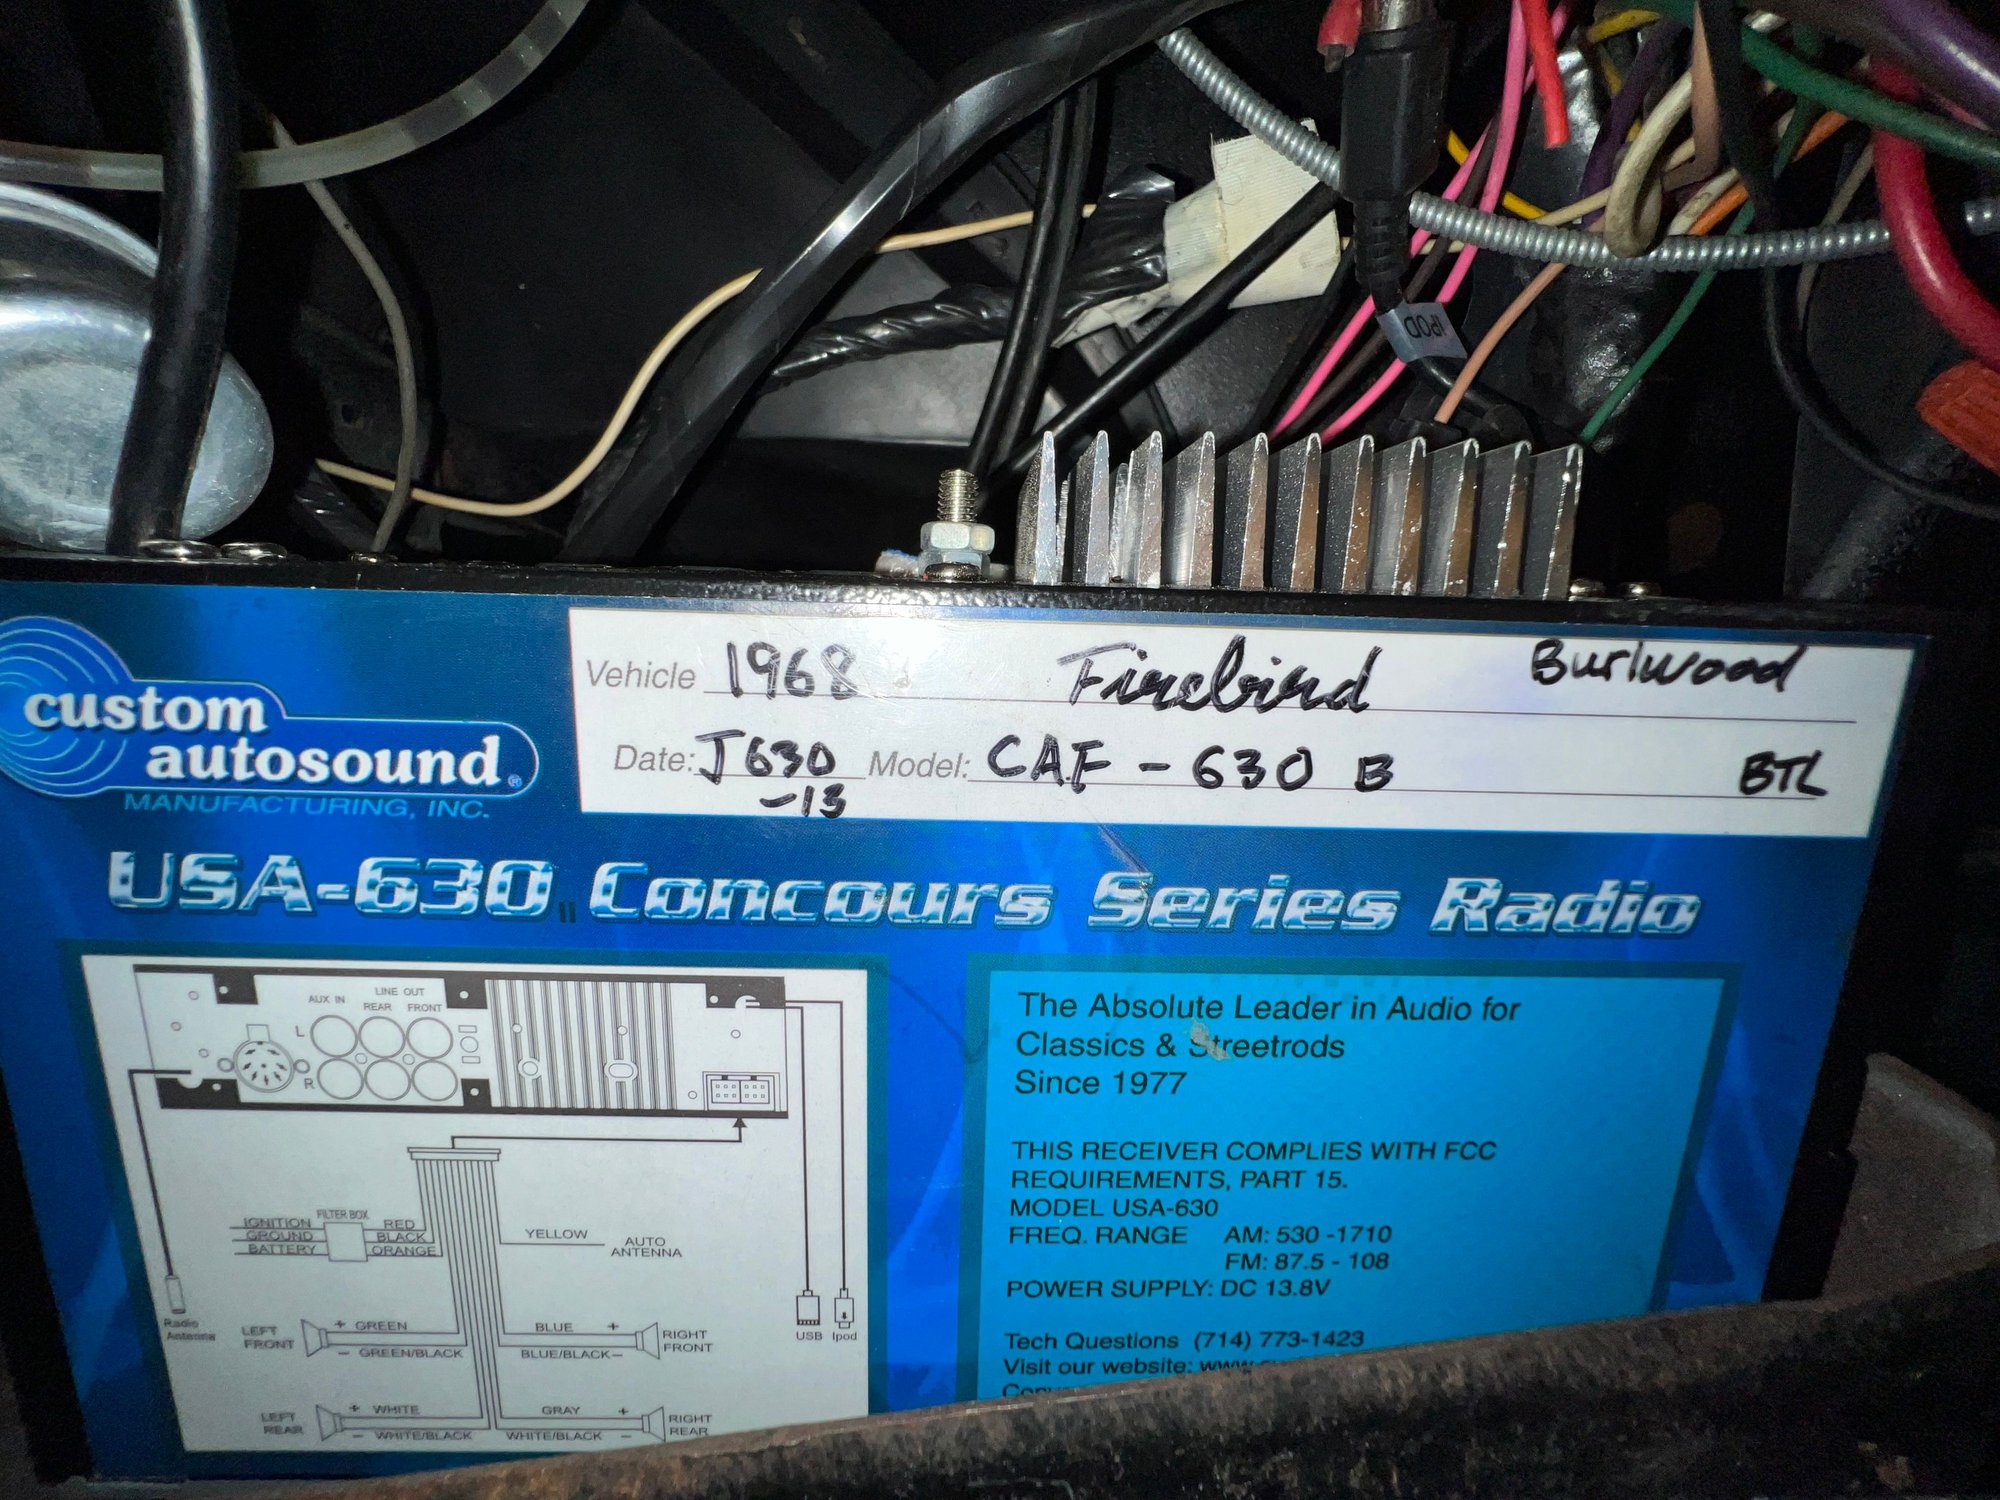 IPOD
custom
autosound®
MANUFACTURING, INC.
Vehicle 1968 Firebird Burlwood
Date: J630 Model: CAF - 630 B BTL
-13
USA-630 Concours Series Radio
LINE OUT
AUX IN REAR FRONT
L
R
FILTER BOX
IGNITION RED
GROUND BLACK
BATTERY ORANGE
YELLOW AUTO
ANTENNA
Radio
Antenna
USB Ipod
LEFT
FRONT
+ GREEN
- GREEN/BLACK
BLUE +
BLUE/BLACK-
RIGHT
FRONT
LEFT
REAR
+ WHITE
- WHITE/BLACK
GRAY +
WHITE/BLACK -
RIGHT
REAR
The Absolute Leader in Audio for
Classics & Streetrods
Since 1977
THIS RECEIVER COMPLIES WITH FCC
REQUIREMENTS, PART 15.
MODEL USA-630
FREQ. RANGE AM: 530 -1710
FM: 87.5 - 108
POWER SUPPLY: DC 13.8V
Tech Questions (714) 773-1423
Visit our website: